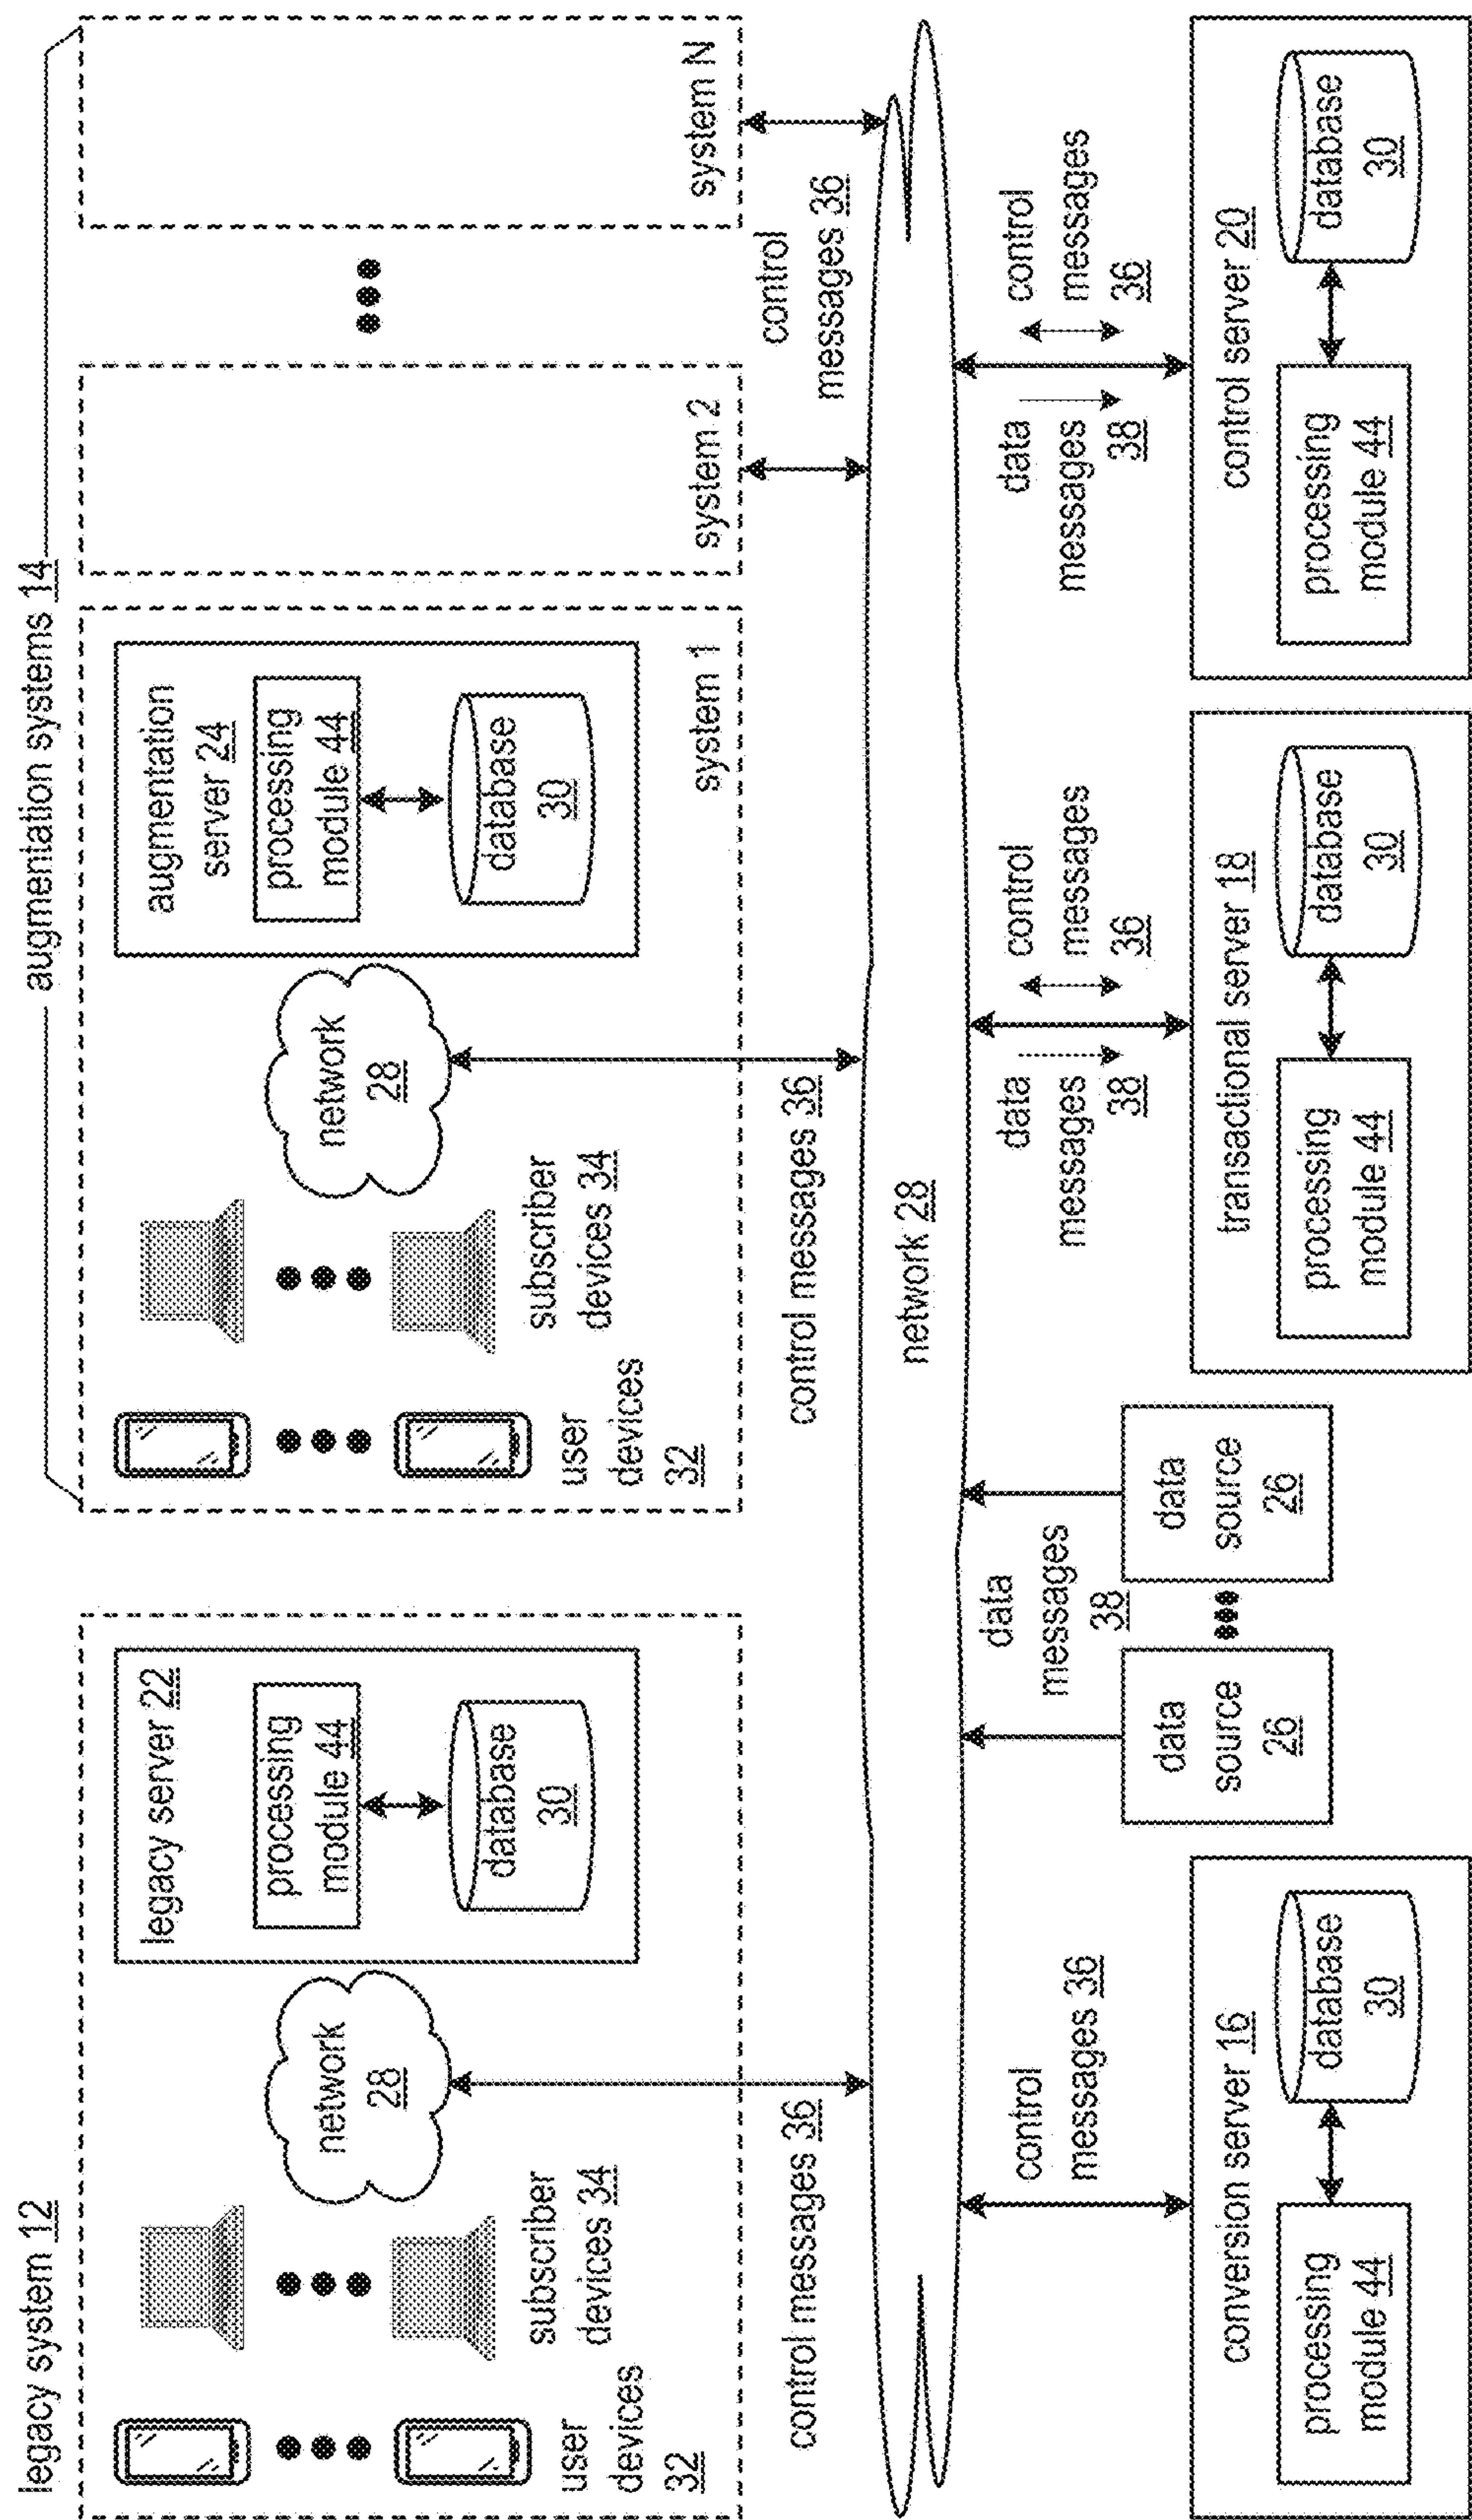 legacy system 12
augmentation systems 14
user
devices
32
subscriber
devices 34
network
28
legacy server 22
processing
module 44
database
30
user
devices
32
subscriber
devices 34
network
28
augmentation
server 24
processing
module 44
database
30
system 1
system 2
system N
control messages 36
control messages 36
control
messages 36
network 28
control
messages 36
data
messages
38
data
messages
38
control
messages
36
data
messages
38
control
messages
36
conversion server 16
processing
module 44
database
30
data
source
26
data
source
26
transactional server 18
processing
module 44
database
30
control server 20
processing
module 44
database
30